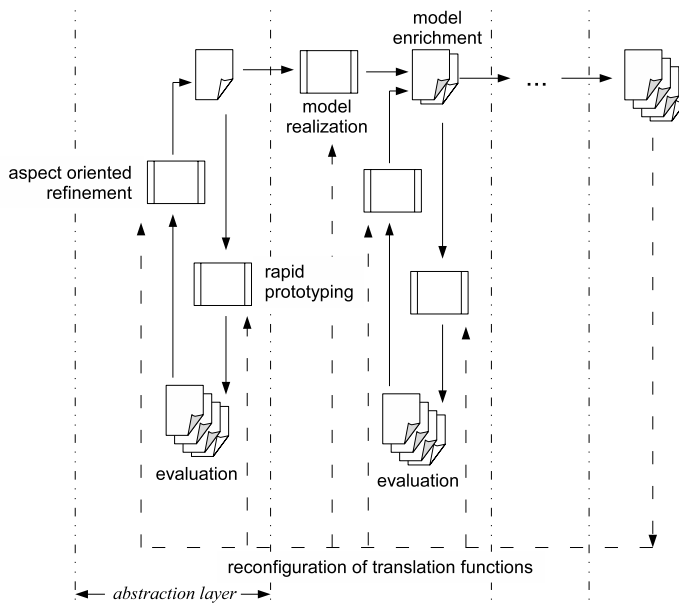 model
enrichment
...
model
realization
aspect oriented
refinement
rapid
prototyping
evaluation
evaluation
reconfiguration of translation functions
abstraction layer